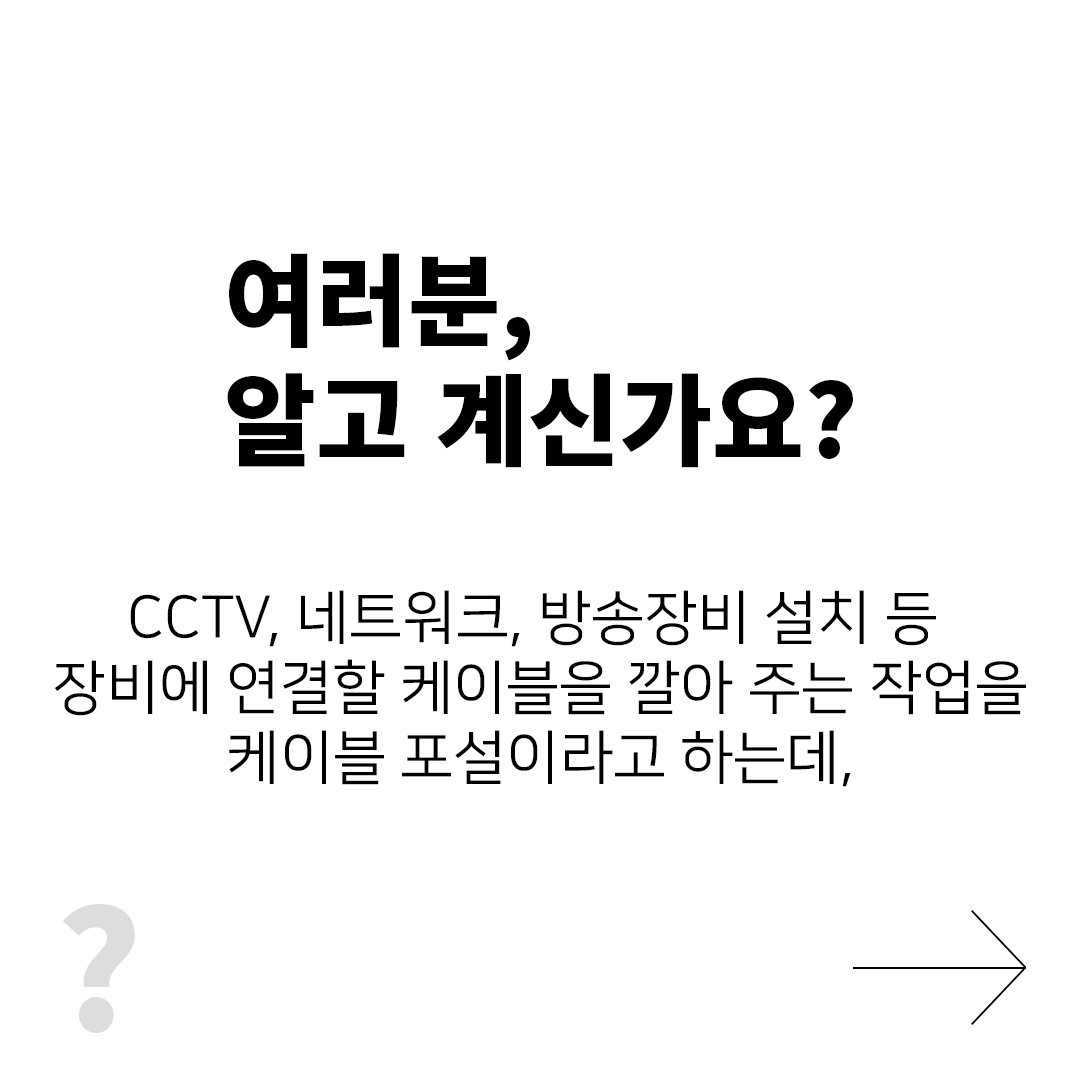 여러분,
알고 계신가요?
CCTV, 네트워크, 방송장비 설치 등
장비에 연결할 케이블을 깔아 주는 작업을
케이블 포설이라고 하는데,
?